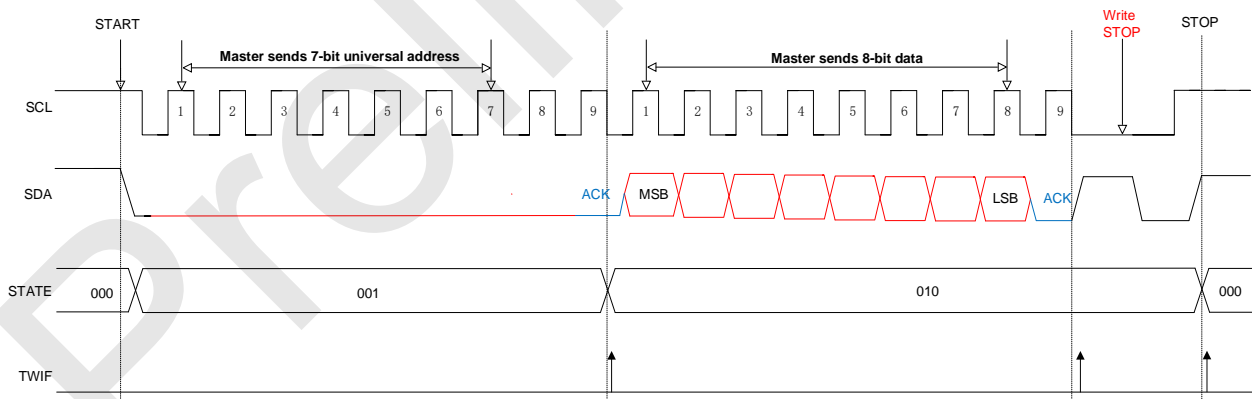 START
Write
STOP
STOP
Master sends 7-bit universal address
Master sends 8-bit data
SCL
1 2 3 4 5 6 7 8 9 1 2 3 4 5 6 7 8 9
SDA
ACK MSB LSB ACK
STATE
000 001 010 000
TWIF